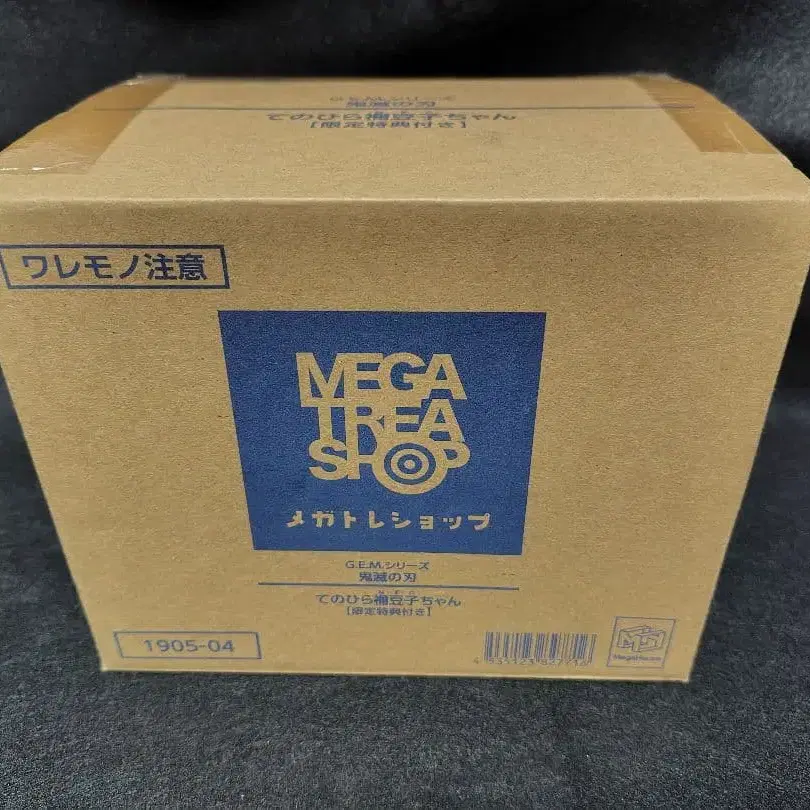 G.E.M.シリーズ
鬼滅の刃
てのひら禰豆子ちゃん
【限定特典付き】
ワレモノ注意
MEGA
TREA
SHOP
メガトレショップ
G.E.M.シリーズ
鬼滅の刃
てのひら禰豆子ちゃん
【限定特典付き】
1905-04
MegaHouse